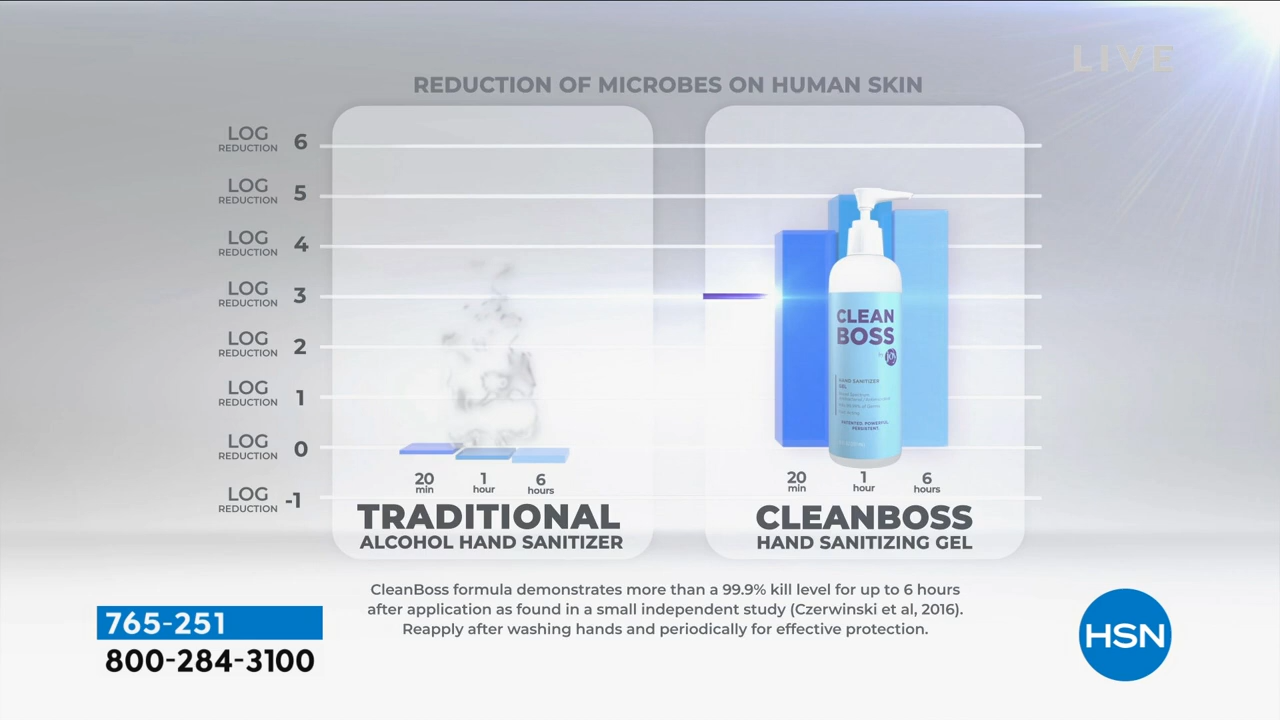 LIVE
REDUCTION OF MICROBES ON HUMAN SKIN
LOG REDUCTION 6
LOG REDUCTION 5
LOG REDUCTION 4
LOG REDUCTION 3
LOG REDUCTION 2
LOG REDUCTION 1
LOG REDUCTION 0
LOG REDUCTION -1
20 min
1 hour
6 hours
TRADITIONAL
ALCOHOL HAND SANITIZER
CLEAN
BOSS
by
HAND SANITIZER
GEL
PATENTED. POWERFUL.
PERSISTENT.
20 min
1 hour
6 hours
CLEANBOSS
HAND SANITIZING GEL
CleanBoss formula demonstrates more than a 99.9% kill level for up to 6 hours
after application as found in a small independent study (Czerwinski et al, 2016).
Reapply after washing hands and periodically for effective protection.
765-251
800-284-3100
HSN